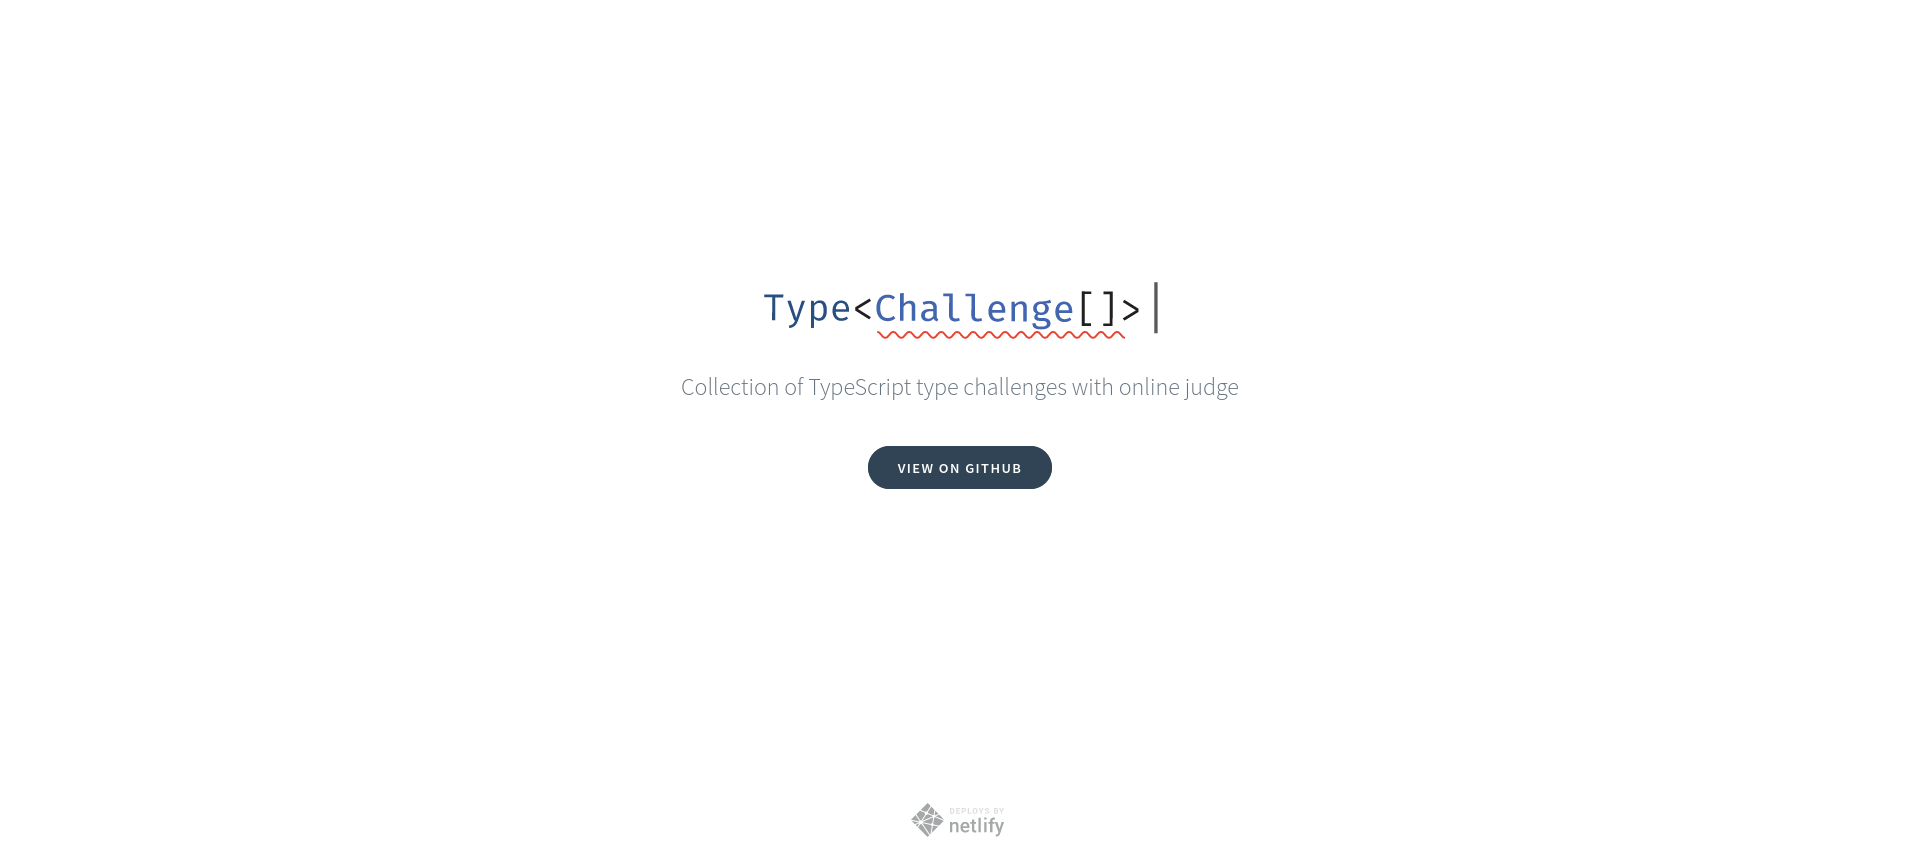 Type<Challenge[]>
Collection of TypeScript type challenges with online judge
VIEW ON GITHUB
DEPLOYS BY
netlify